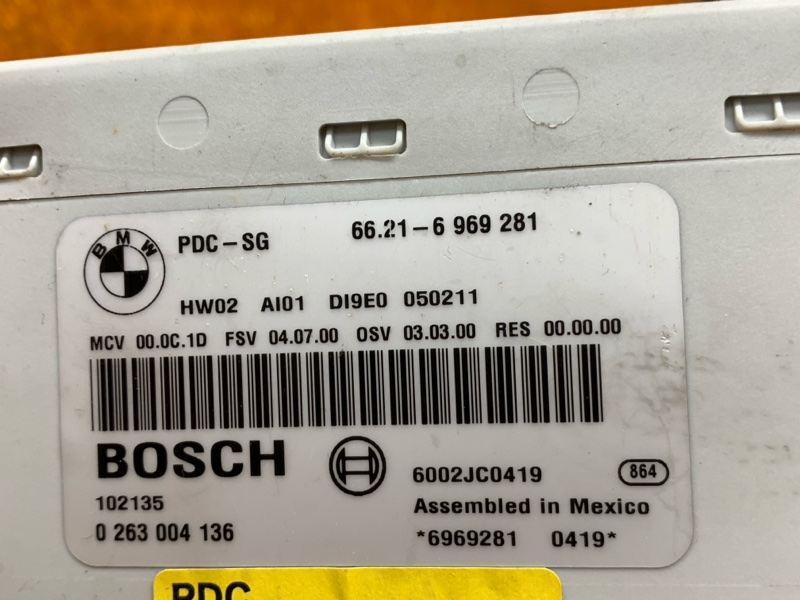 BMW PDC-SG 66.21-6 969 281
HW02 AI01 DI9E0 050211
MCV 00.0C.1D FSV 04.07.00 OSV 03.03.00 RES 00.00.00
BOSCH 6002JC0419 864
102135 Assembled in Mexico
0 263 004 136 *6969281 0419*
PDC